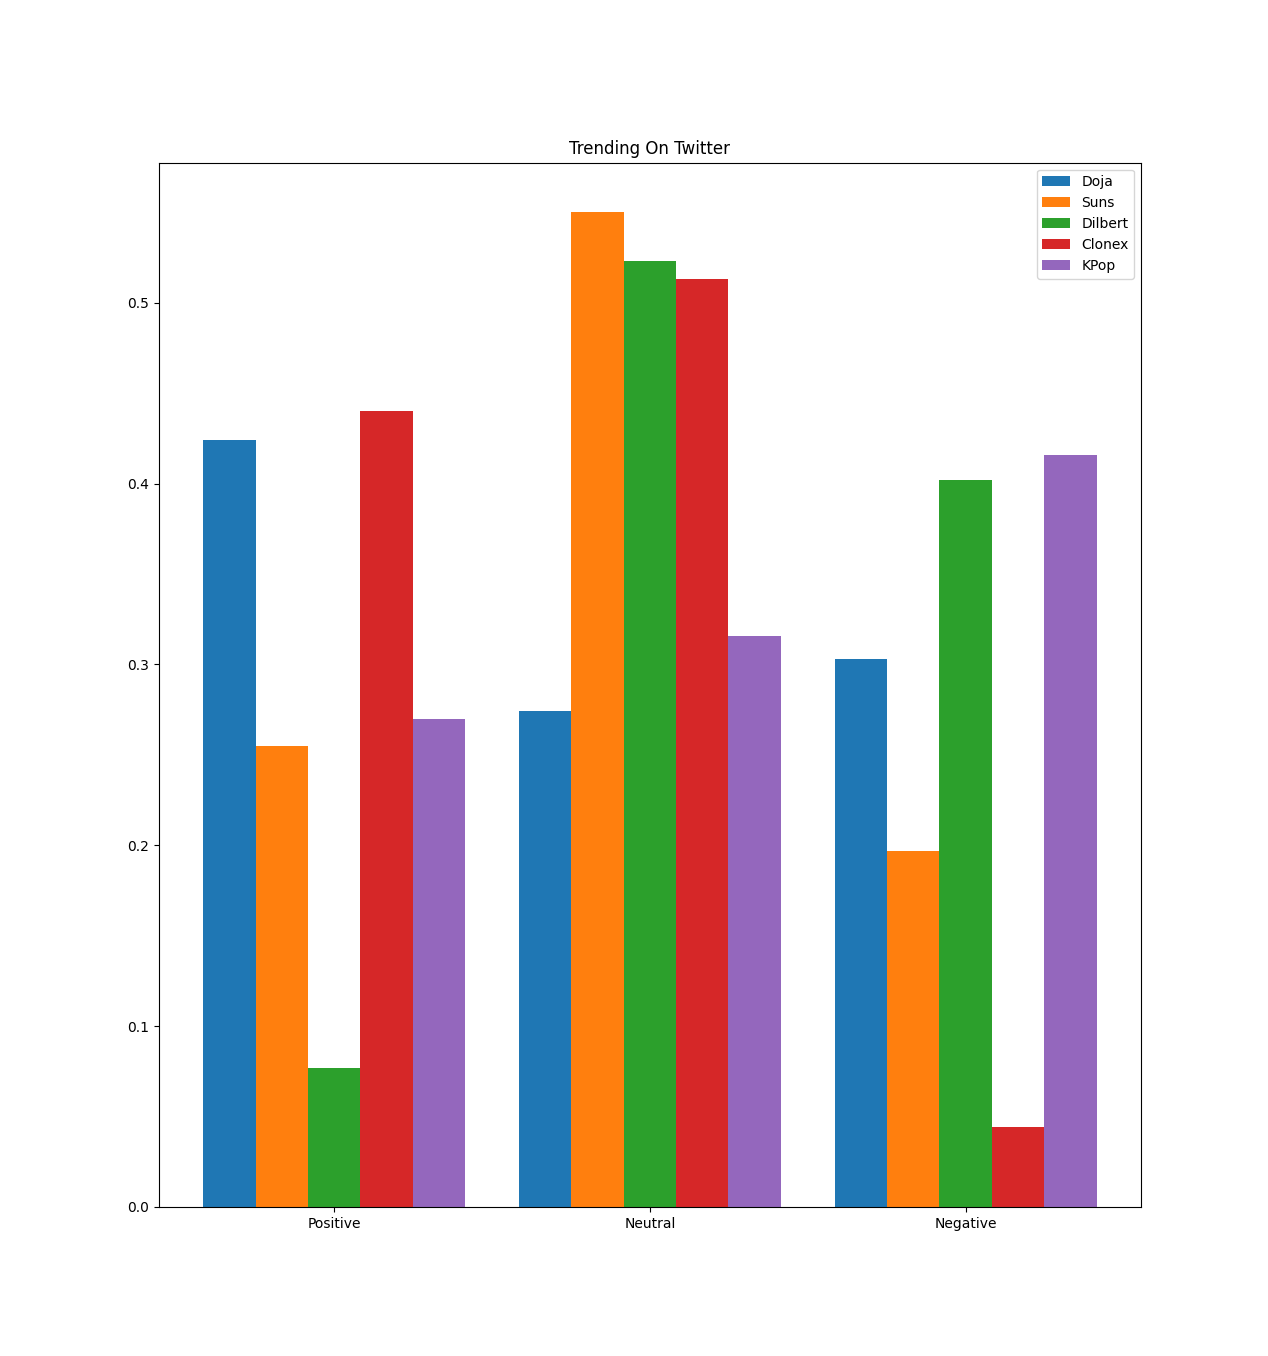 Trending On Twitter
Doja
Suns
Dilbert
Clonex
KPop
0.5
0.4
0.3
0.2
0.1
0.0
Positive Neutral Negative